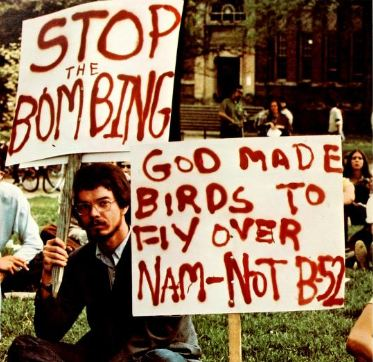 STOP
THE
BOMBING
GOD MADE
BIRDS TO
FLY OVER
NAM-NOT B52